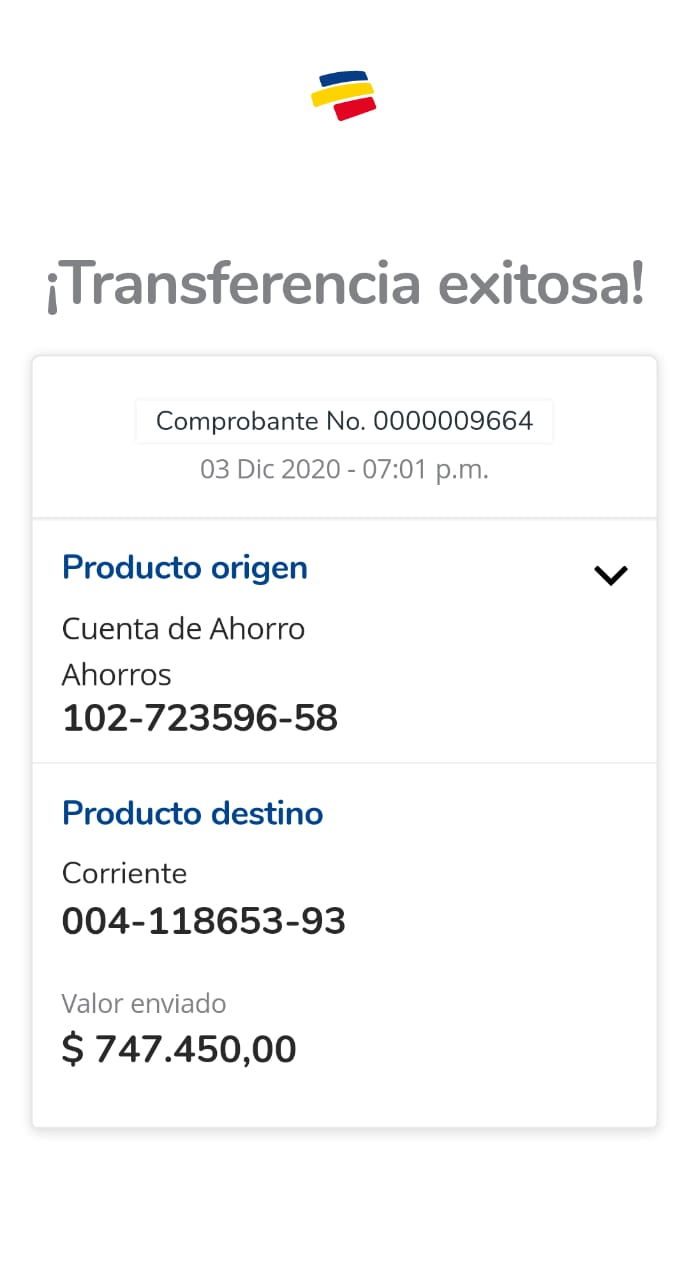 ¡Transferencia exitosa!
Comprobante No. 0000009664
03 Dic 2020 - 07:01 p.m.
Producto origen
Cuenta de Ahorro
Ahorros
102-723596-58
Producto destino
Corriente
004-118653-93
Valor enviado
$ 747.450,00